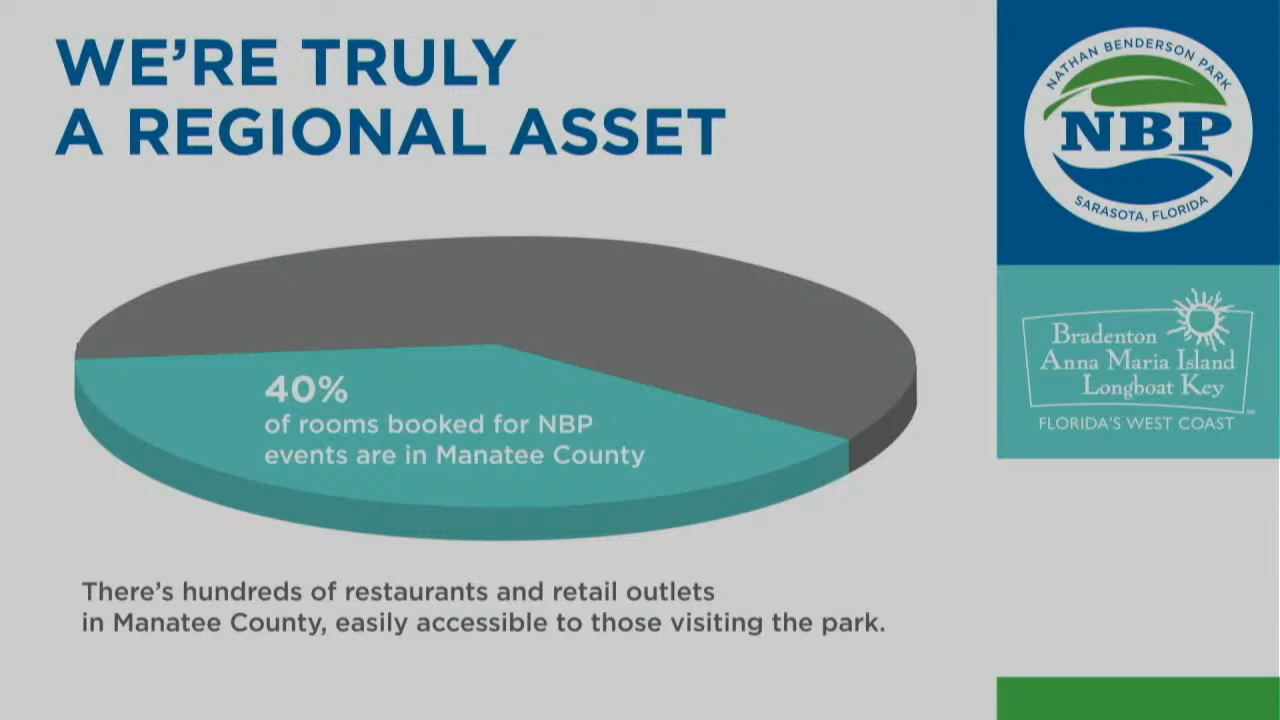 WE'RE TRULY
A REGIONAL ASSET
40%
of rooms booked for NBP
events are in Manatee County
There's hundreds of restaurants and retail outlets
in Manatee County, easily accessible to those visiting the park.
NATHAN BENDERSON PARK
NBP
SARASOTA, FLORIDA
Bradenton
Anna Maria Island
Longboat Key
FLORIDA'S WEST COAST